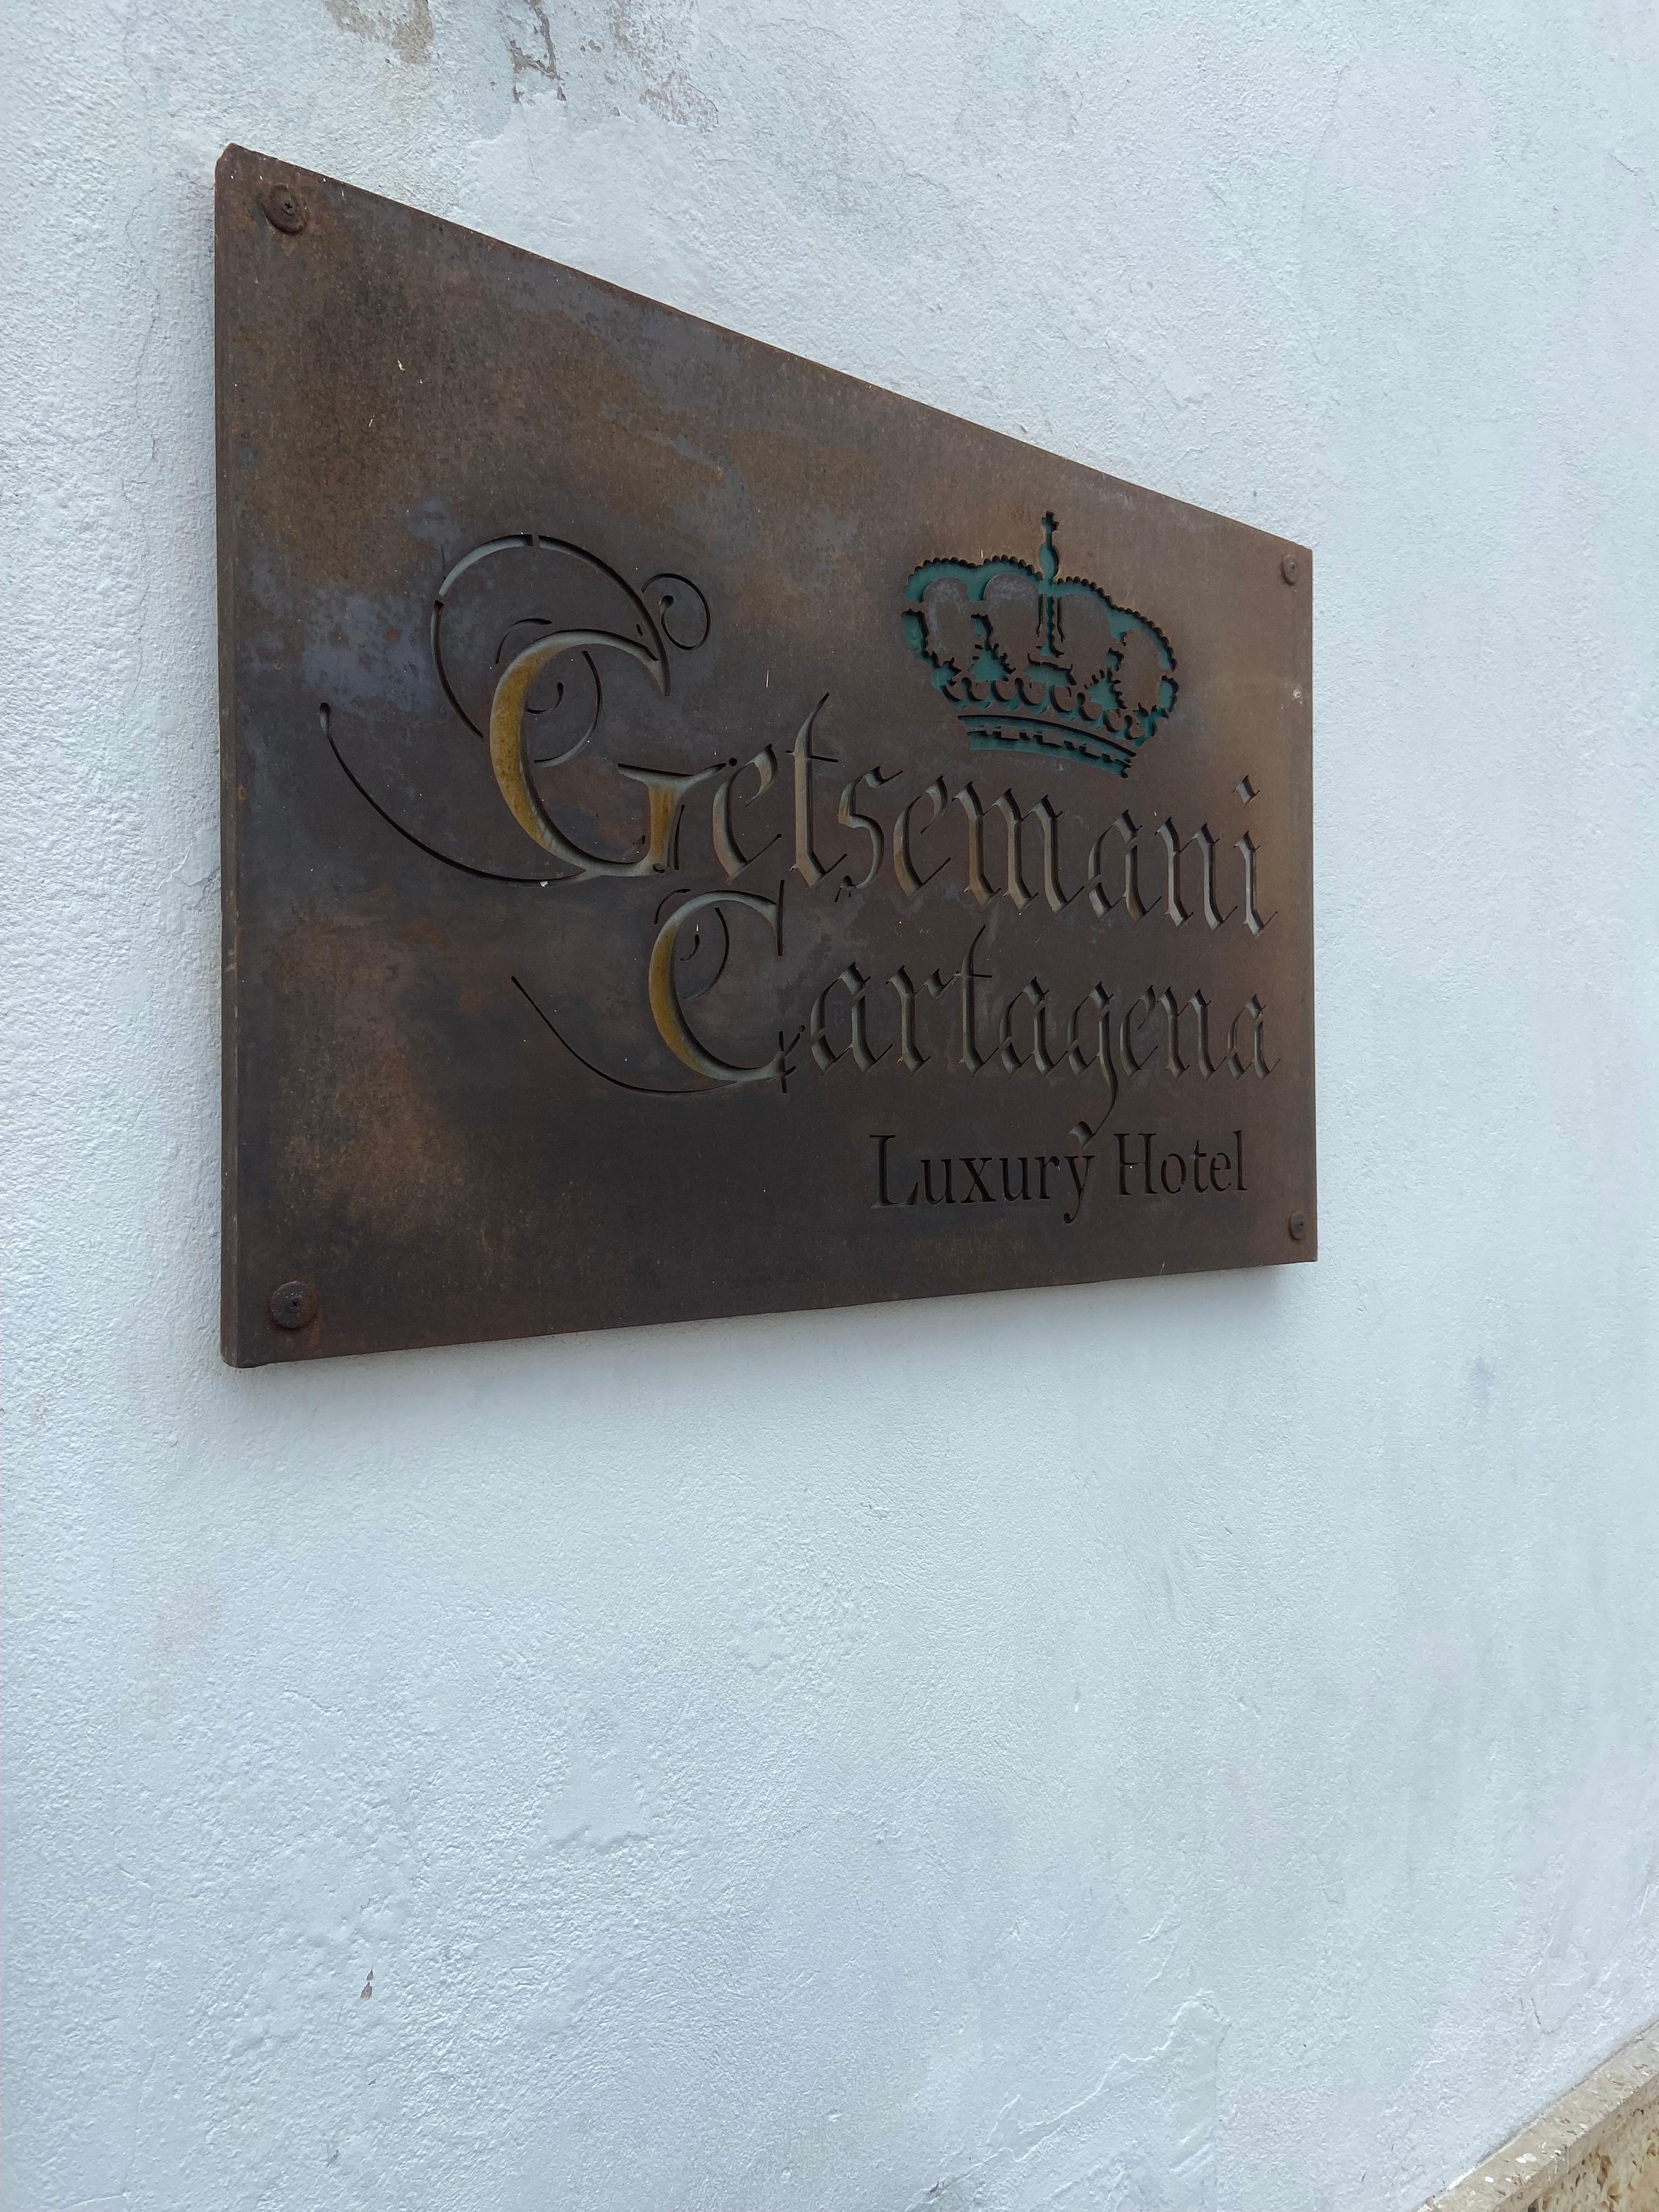 Getsemani
Cartagena
Luxury Hotel